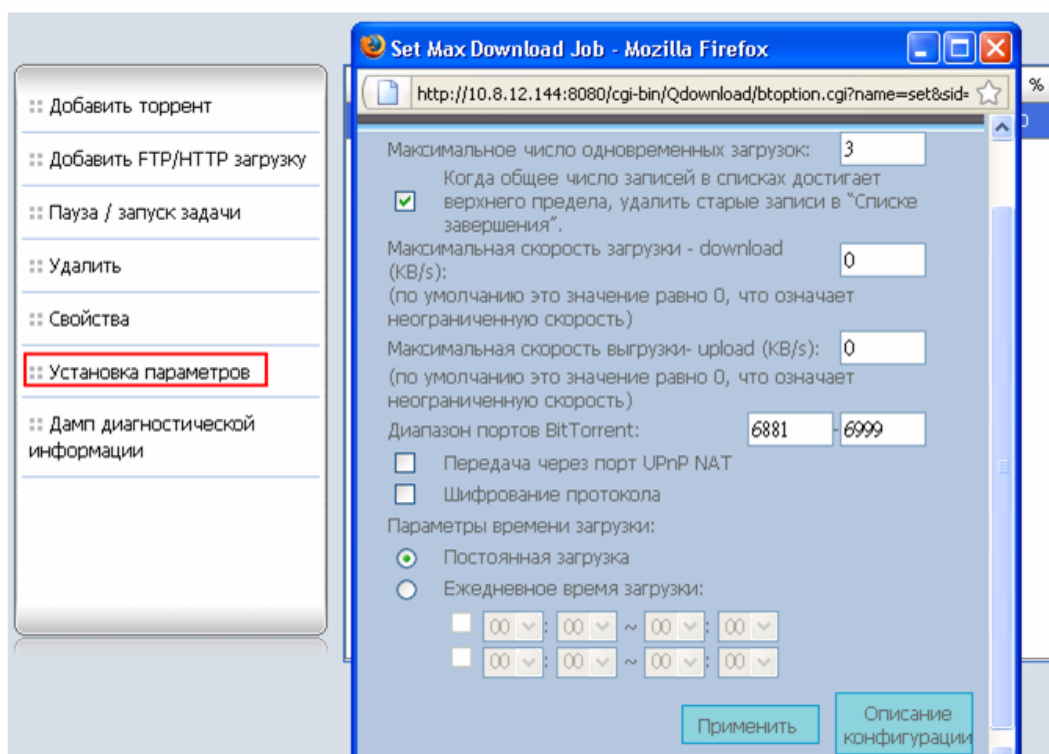 Set Max Download Job - Mozilla Firefox
http://10.8.12.144:8080/cgi-bin/Qdownload/btoption.cgi?name=set&sid=
%
:: Добавить торрент
:: Добавить FTP/HTTP загрузку
:: Пауза / запуск задачи
:: Удалить
:: Свойства
:: Установка параметров
:: Дамп диагностической
информации
Максимальное число одновременных загрузок: 3
Когда общее число записей в списках достигает
верхнего предела, удалить старые записи в "Списке
завершения".
Максимальная скорость загрузки - download
(KB/s): 0
(по умолчанию это значение равно 0, что означает
неограниченную скорость)
Максимальная скорость выгрузки- upload (KB/s): 0
(по умолчанию это значение равно 0, что означает
неограниченную скорость)
Диапазон портов BitTorrent: 6881 - 6999
Передача через порт UPnP NAT
Шифрование протокола
Параметры времени загрузки:
Постоянная загрузка
Ежедневное время загрузки:
00 : 00 ~ 00 : 00
00 : 00 ~ 00 : 00
Применить
Описание
конфигурации